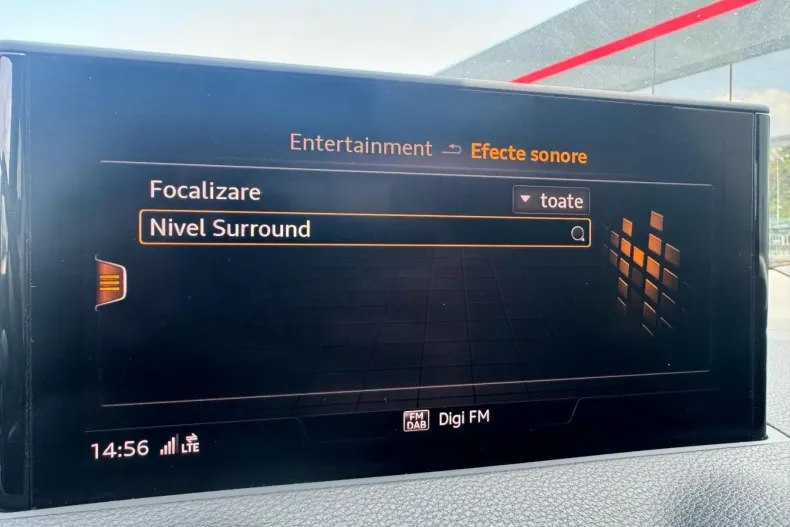 Entertainment Efecte sonore
Focalizare toate
Nivel Surround
FM DAB Digi FM
14:56 LTE